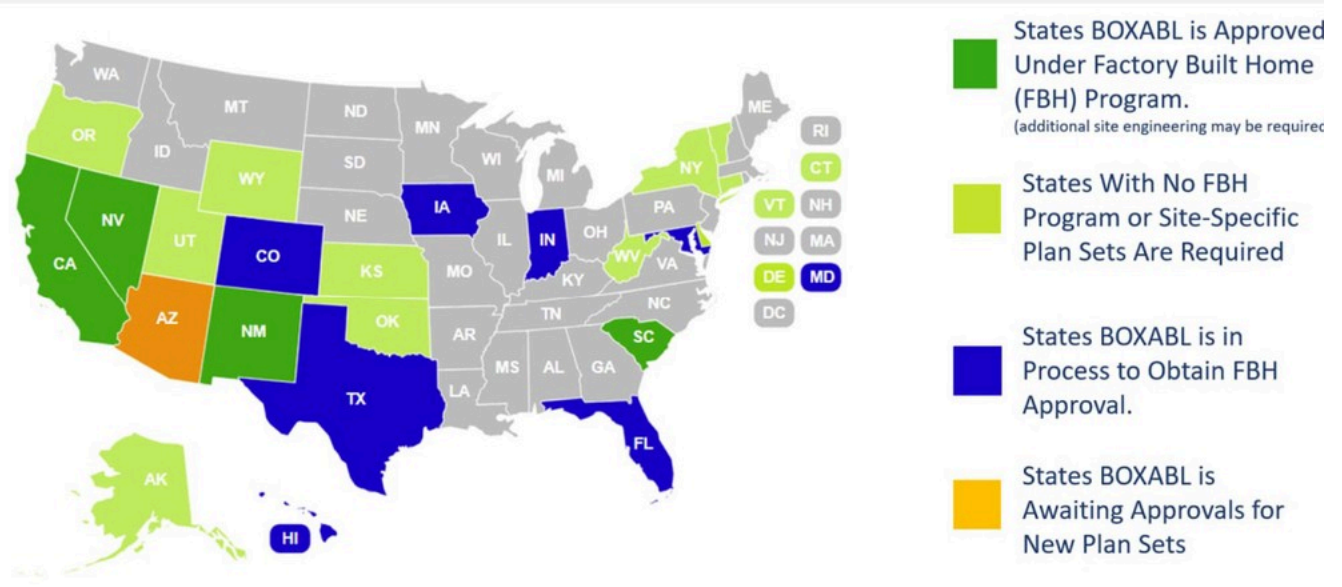 WA
MT
ND
MN
ME
OR
ID
SD
WI
MI
NY
RI
CT
WY
NE
IA
PA
VT
NH
NV
UT
CO
KS
IL
IN
OH
WV
VA
NJ
MA
CA
MO
KY
DE
MD
AZ
NM
OK
AR
TN
NC
SC
DC
TX
LA
MS
AL
GA
FL
AK
HI
States BOXABL is Approved
Under Factory Built Home
(FBH) Program.
(additional site engineering may be required
States With No FBH
Program or Site-Specific
Plan Sets Are Required
States BOXABL is in
Process to Obtain FBH
Approval.
States BOXABL is
Awaiting Approvals for
New Plan Sets